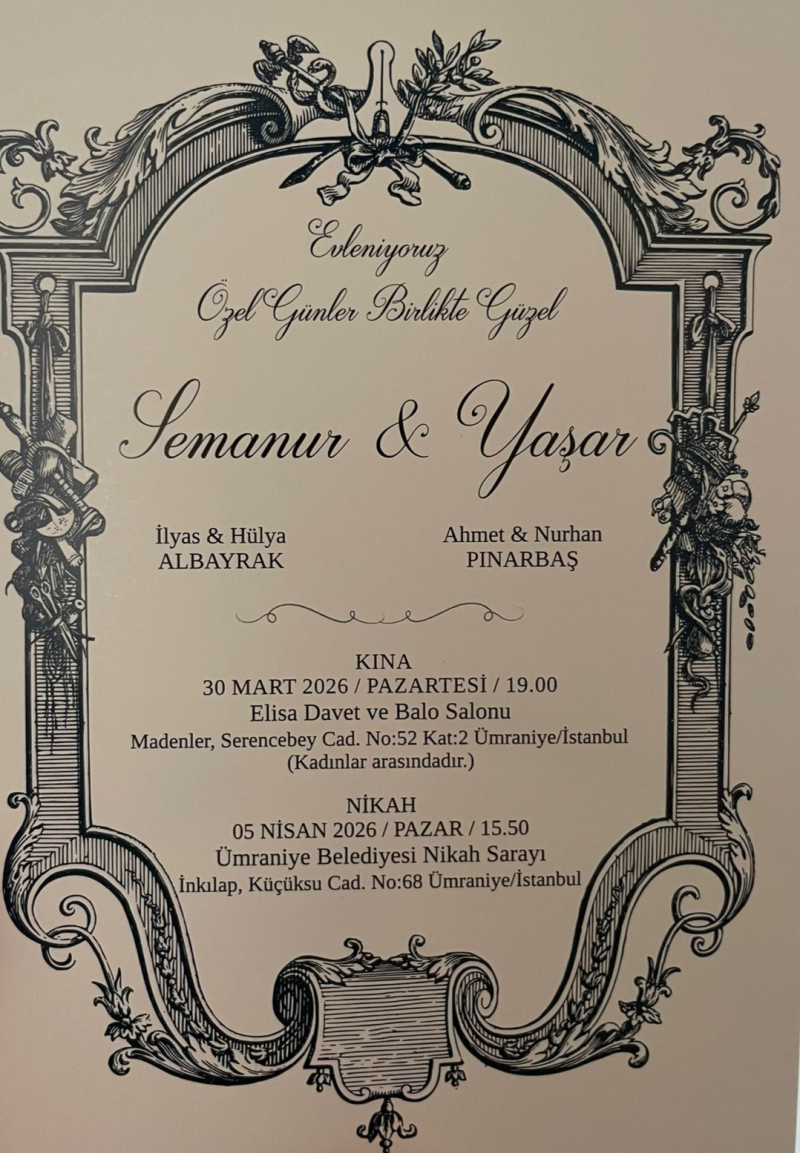 Evleniyoruz
Özel Günler Birlikte Güzel
Semanur & Yaşar
İlyas & Hülya
ALBAYRAK
Ahmet & Nurhan
PINARBAŞ
KINA
30 MART 2026 / PAZARTESİ / 19.00
Elisa Davet ve Balo Salonu
Madenler, Serencebey Cad. No:52 Kat:2 Ümraniye/İstanbul
(Kadınlar arasındadır.)
NİKAH
05 NİSAN 2026 / PAZAR / 15.50
Ümraniye Belediyesi Nikah Sarayı
İnkılap, Küçüksu Cad. No:68 Ümraniye/İstanbul